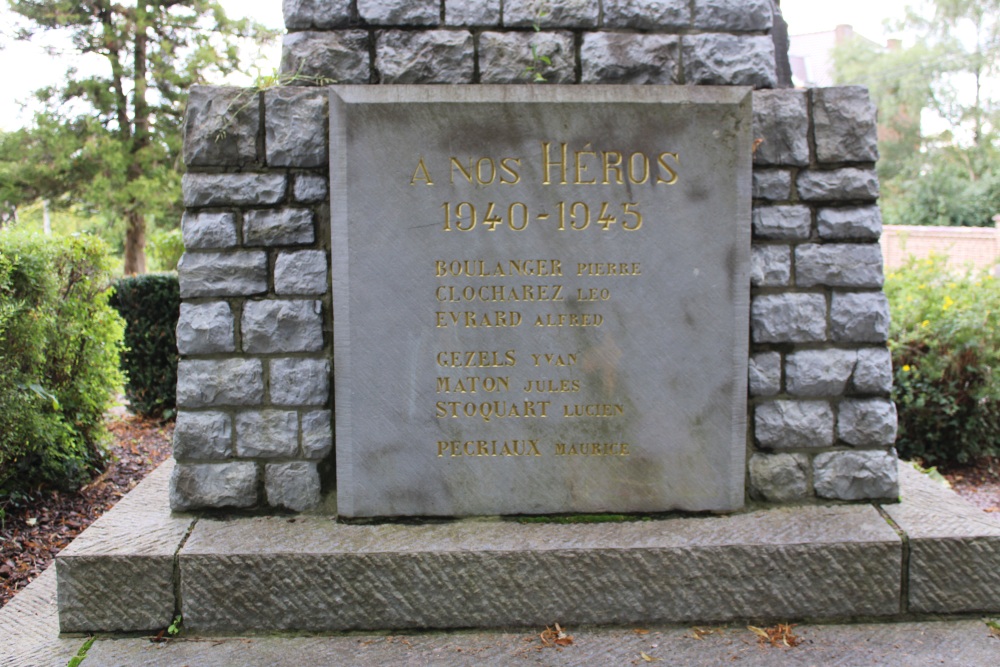 A NOS HÉROS
1940-1945
BOULANGER PIERRE
CLOCHAREZ LEO
EVRARD ALFRED
GEZELS YVAN
MATON JULES
STOQUART LUCIEN
PECRIAUX MAURICE